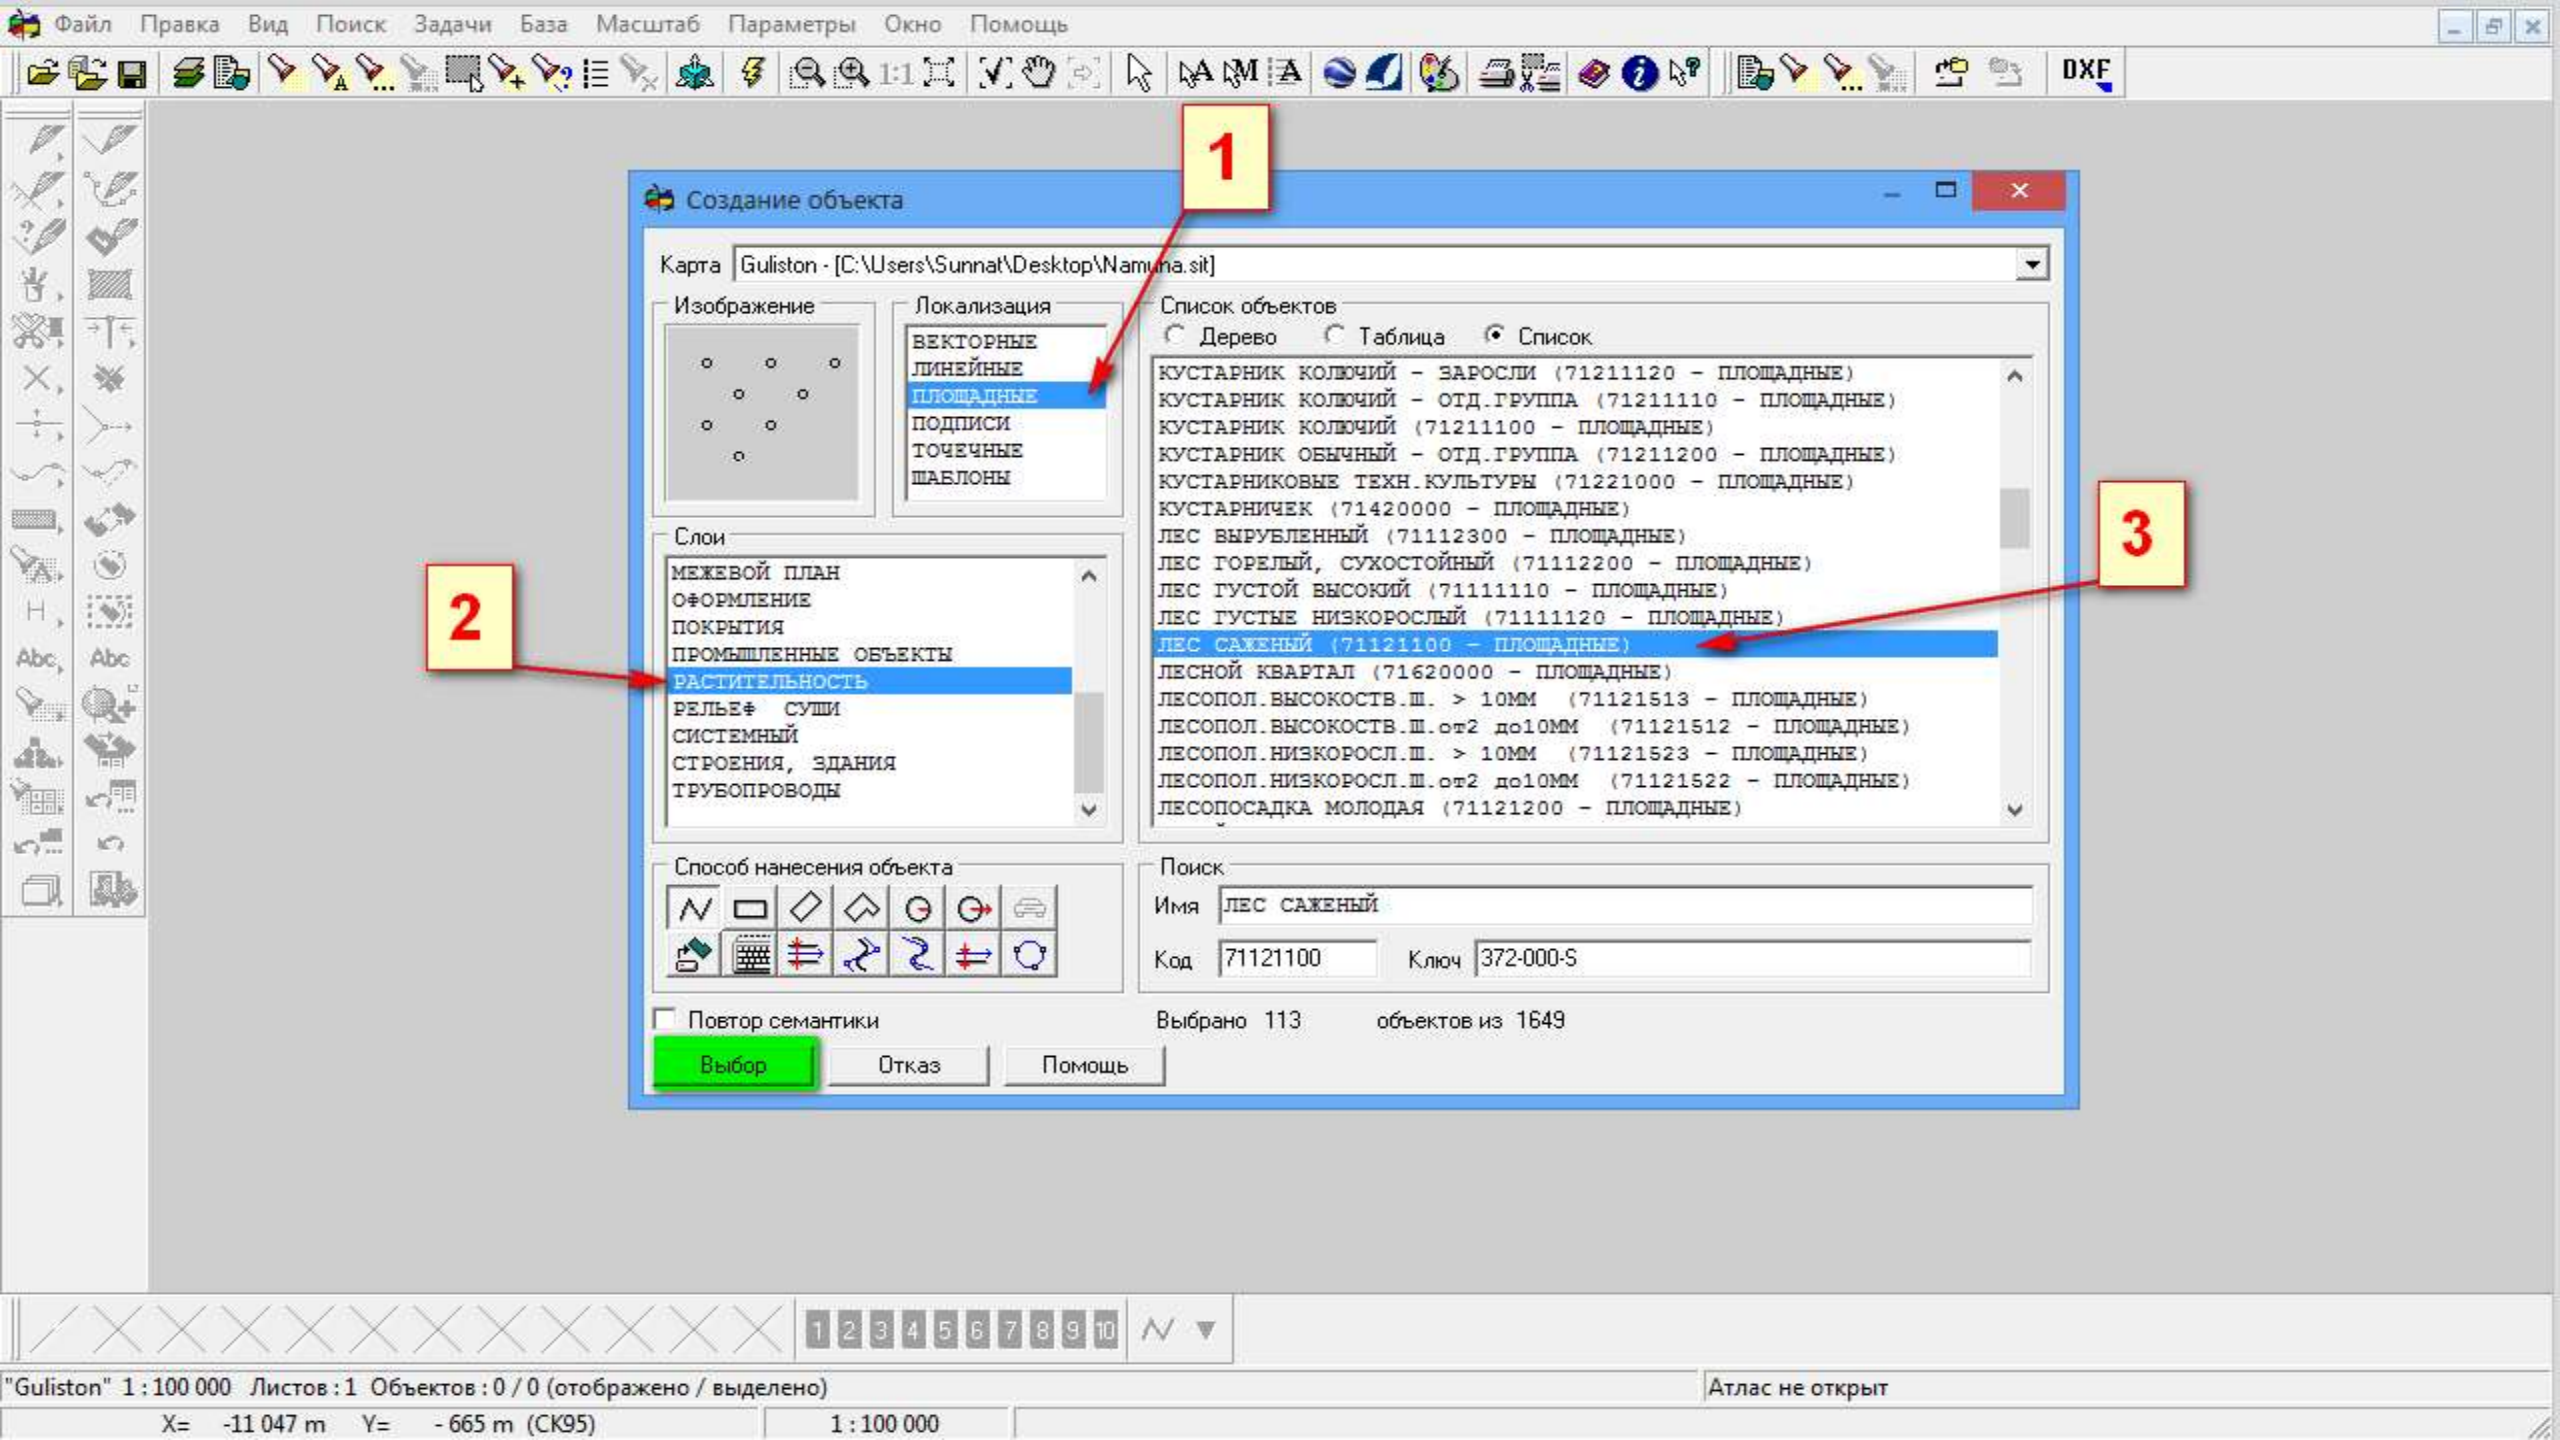 Файл Правка Вид Поиск Задачи База Масштаб Параметры Окно Помощь
1:1 A A M A DXF
1
Создание объекта
Карта Guliston - [C:\Users\Sunnat\Desktop\Namuna.sit]
Изображение
Локализация
ВЕКТОРНЫЕ
ЛИНЕЙНЫЕ
ПЛОЩАДНЫЕ
ПОДПИСИ
ТОЧЕЧНЫЕ
ШАБЛОНЫ
Список объектов
Дерево Таблица Список
КУСТАРНИК КОЛЮЧИЙ - ЗАРОСЛИ (71211120 - ПЛОЩАДНЫЕ)
КУСТАРНИК КОЛЮЧИЙ - ОТД.ГРУППА (71211110 - ПЛОЩАДНЫЕ)
КУСТАРНИК КОЛЮЧИЙ (71211100 - ПЛОЩАДНЫЕ)
КУСТАРНИК ОБЫЧНЫЙ - ОТД.ГРУППА (71211200 - ПЛОЩАДНЫЕ)
КУСТАРНИКОВЫЕ ТЕХН.КУЛЬТУРЫ (71221000 - ПЛОЩАДНЫЕ)
КУСТАРНИЧЕК (71420000 - ПЛОЩАДНЫЕ)
ЛЕС ВЫРУБЛЕННЫЙ (71112300 - ПЛОЩАДНЫЕ)
ЛЕС ГОРЕЛЫЙ, СУХОСТОЙНЫЙ (71112200 - ПЛОЩАДНЫЕ)
ЛЕС ГУСТОЙ ВЫСОКИЙ (71111110 - ПЛОЩАДНЫЕ)
ЛЕС ГУСТЫЕ НИЗКОРОСЛЫЙ (71111120 - ПЛОЩАДНЫЕ)
ЛЕС САЖЕНЫЙ (71121100 - ПЛОЩАДНЫЕ)
ЛЕСНОЙ КВАРТАЛ (71620000 - ПЛОЩАДНЫЕ)
ЛЕСОПОЛ.ВЫСОКОСТВ.Ш. > 10ММ (71121513 - ПЛОЩАДНЫЕ)
ЛЕСОПОЛ.ВЫСОКОСТВ.Ш.от2 до10ММ (71121512 - ПЛОЩАДНЫЕ)
ЛЕСОПОЛ.НИЗКОРОСЛ.Ш. > 10ММ (71121523 - ПЛОЩАДНЫЕ)
ЛЕСОПОЛ.НИЗКОРОСЛ.Ш.от2 до10ММ (71121522 - ПЛОЩАДНЫЕ)
ЛЕСОПОСАДКА МОЛОДАЯ (71121200 - ПЛОЩАДНЫЕ)
3
2
Слои
МЕЖЕВОЙ ПЛАН
ОФОРМЛЕНИЕ
ПОКРЫТИЯ
ПРОМЫШЛЕННЫЕ ОБЪЕКТЫ
РАСТИТЕЛЬНОСТЬ
РЕЛЬЕФ СУШИ
СИСТЕМНЫЙ
СТРОЕНИЯ, ЗДАНИЯ
ТРУБОПРОВОДЫ
Способ нанесения объекта
Поиск
Имя ЛЕС САЖЕНЫЙ
Код 71121100 Ключ 372-000-S
Повтор семантики
Выбрано 113 объектов из 1649
Выбор Отказ Помощь
H
Abc Abc
1 2 3 4 5 6 7 8 9 10
"Guliston" 1 : 100 000 Листов : 1 Объектов : 0 / 0 (отображено / выделено)
Атлас не открыт
X= -11 047 m Y= - 665 m (СК95)
1 : 100 000